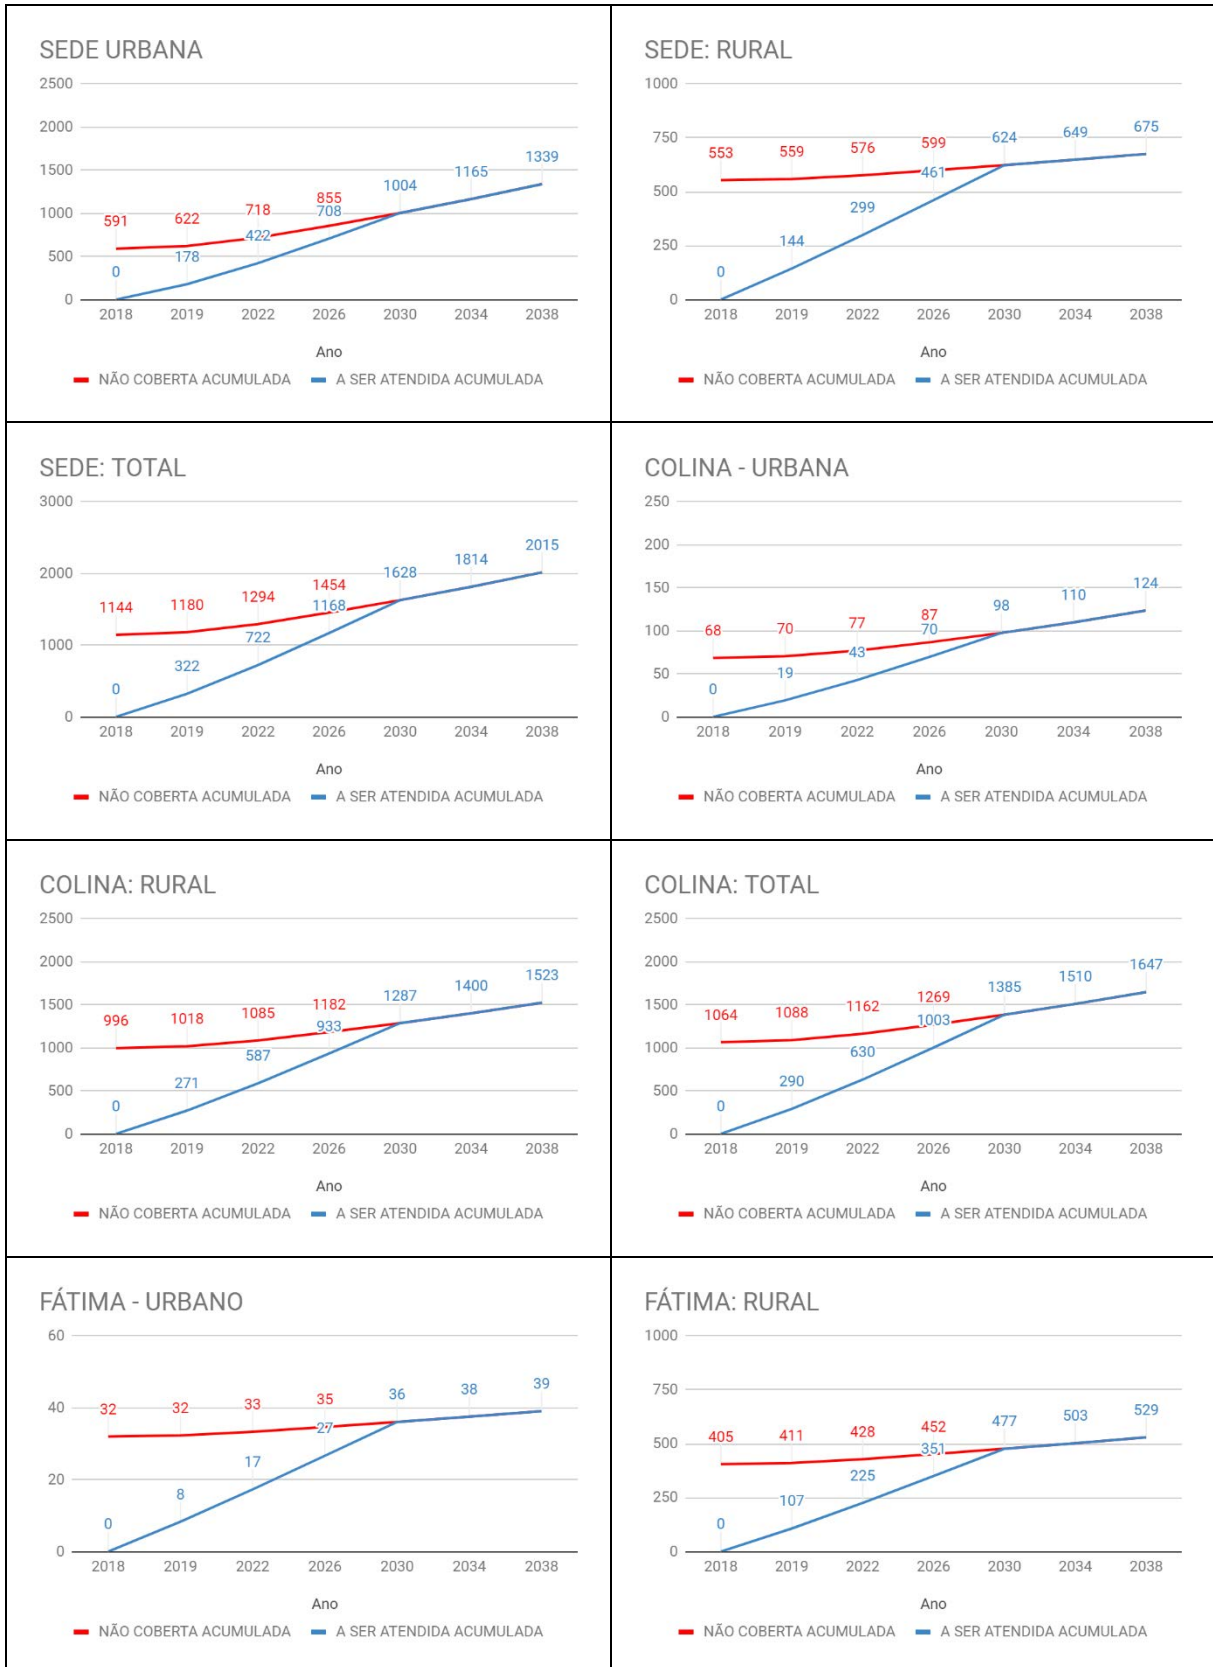 SEDE URBANA
2500
2000
1500
1000
500
0
591 622 718 855 1004 1165 1339
0 178 422 708
2018 2019 2022 2026 2030 2034 2038
Ano
NÃO COBERTA ACUMULADA A SER ATENDIDA ACUMULADA
SEDE: RURAL
1000
750
500
250
0
553 559 576 599 624 649 675
0 144 299 461
2018 2019 2022 2026 2030 2034 2038
Ano
NÃO COBERTA ACUMULADA A SER ATENDIDA ACUMULADA
SEDE: TOTAL
3000
2000
1000
0
1144 1180 1294 1454 1628 1814 2015
0 322 722 1168
2018 2019 2022 2026 2030 2034 2038
Ano
NÃO COBERTA ACUMULADA A SER ATENDIDA ACUMULADA
COLINA - URBANA
250
200
150
100
50
0
68 70 77 87 98 110 124
0 19 43 70
2018 2019 2022 2026 2030 2034 2038
Ano
NÃO COBERTA ACUMULADA A SER ATENDIDA ACUMULADA
COLINA: RURAL
2500
2000
1500
1000
500
0
996 1018 1085 1182 1287 1400 1523
0 271 587 933
2018 2019 2022 2026 2030 2034 2038
Ano
NÃO COBERTA ACUMULADA A SER ATENDIDA ACUMULADA
COLINA: TOTAL
2500
2000
1500
1000
500
0
1064 1088 1162 1269 1385 1510 1647
0 290 630 1003
2018 2019 2022 2026 2030 2034 2038
Ano
NÃO COBERTA ACUMULADA A SER ATENDIDA ACUMULADA
FÁTIMA - URBANO
60
40
20
0
32 32 33 35 36 38 39
0 8 17 27
2018 2019 2022 2026 2030 2034 2038
Ano
NÃO COBERTA ACUMULADA A SER ATENDIDA ACUMULADA
FÁTIMA: RURAL
1000
750
500
250
0
405 411 428 452 477 503 529
0 107 225 351
2018 2019 2022 2026 2030 2034 2038
Ano
NÃO COBERTA ACUMULADA A SER ATENDIDA ACUMULADA